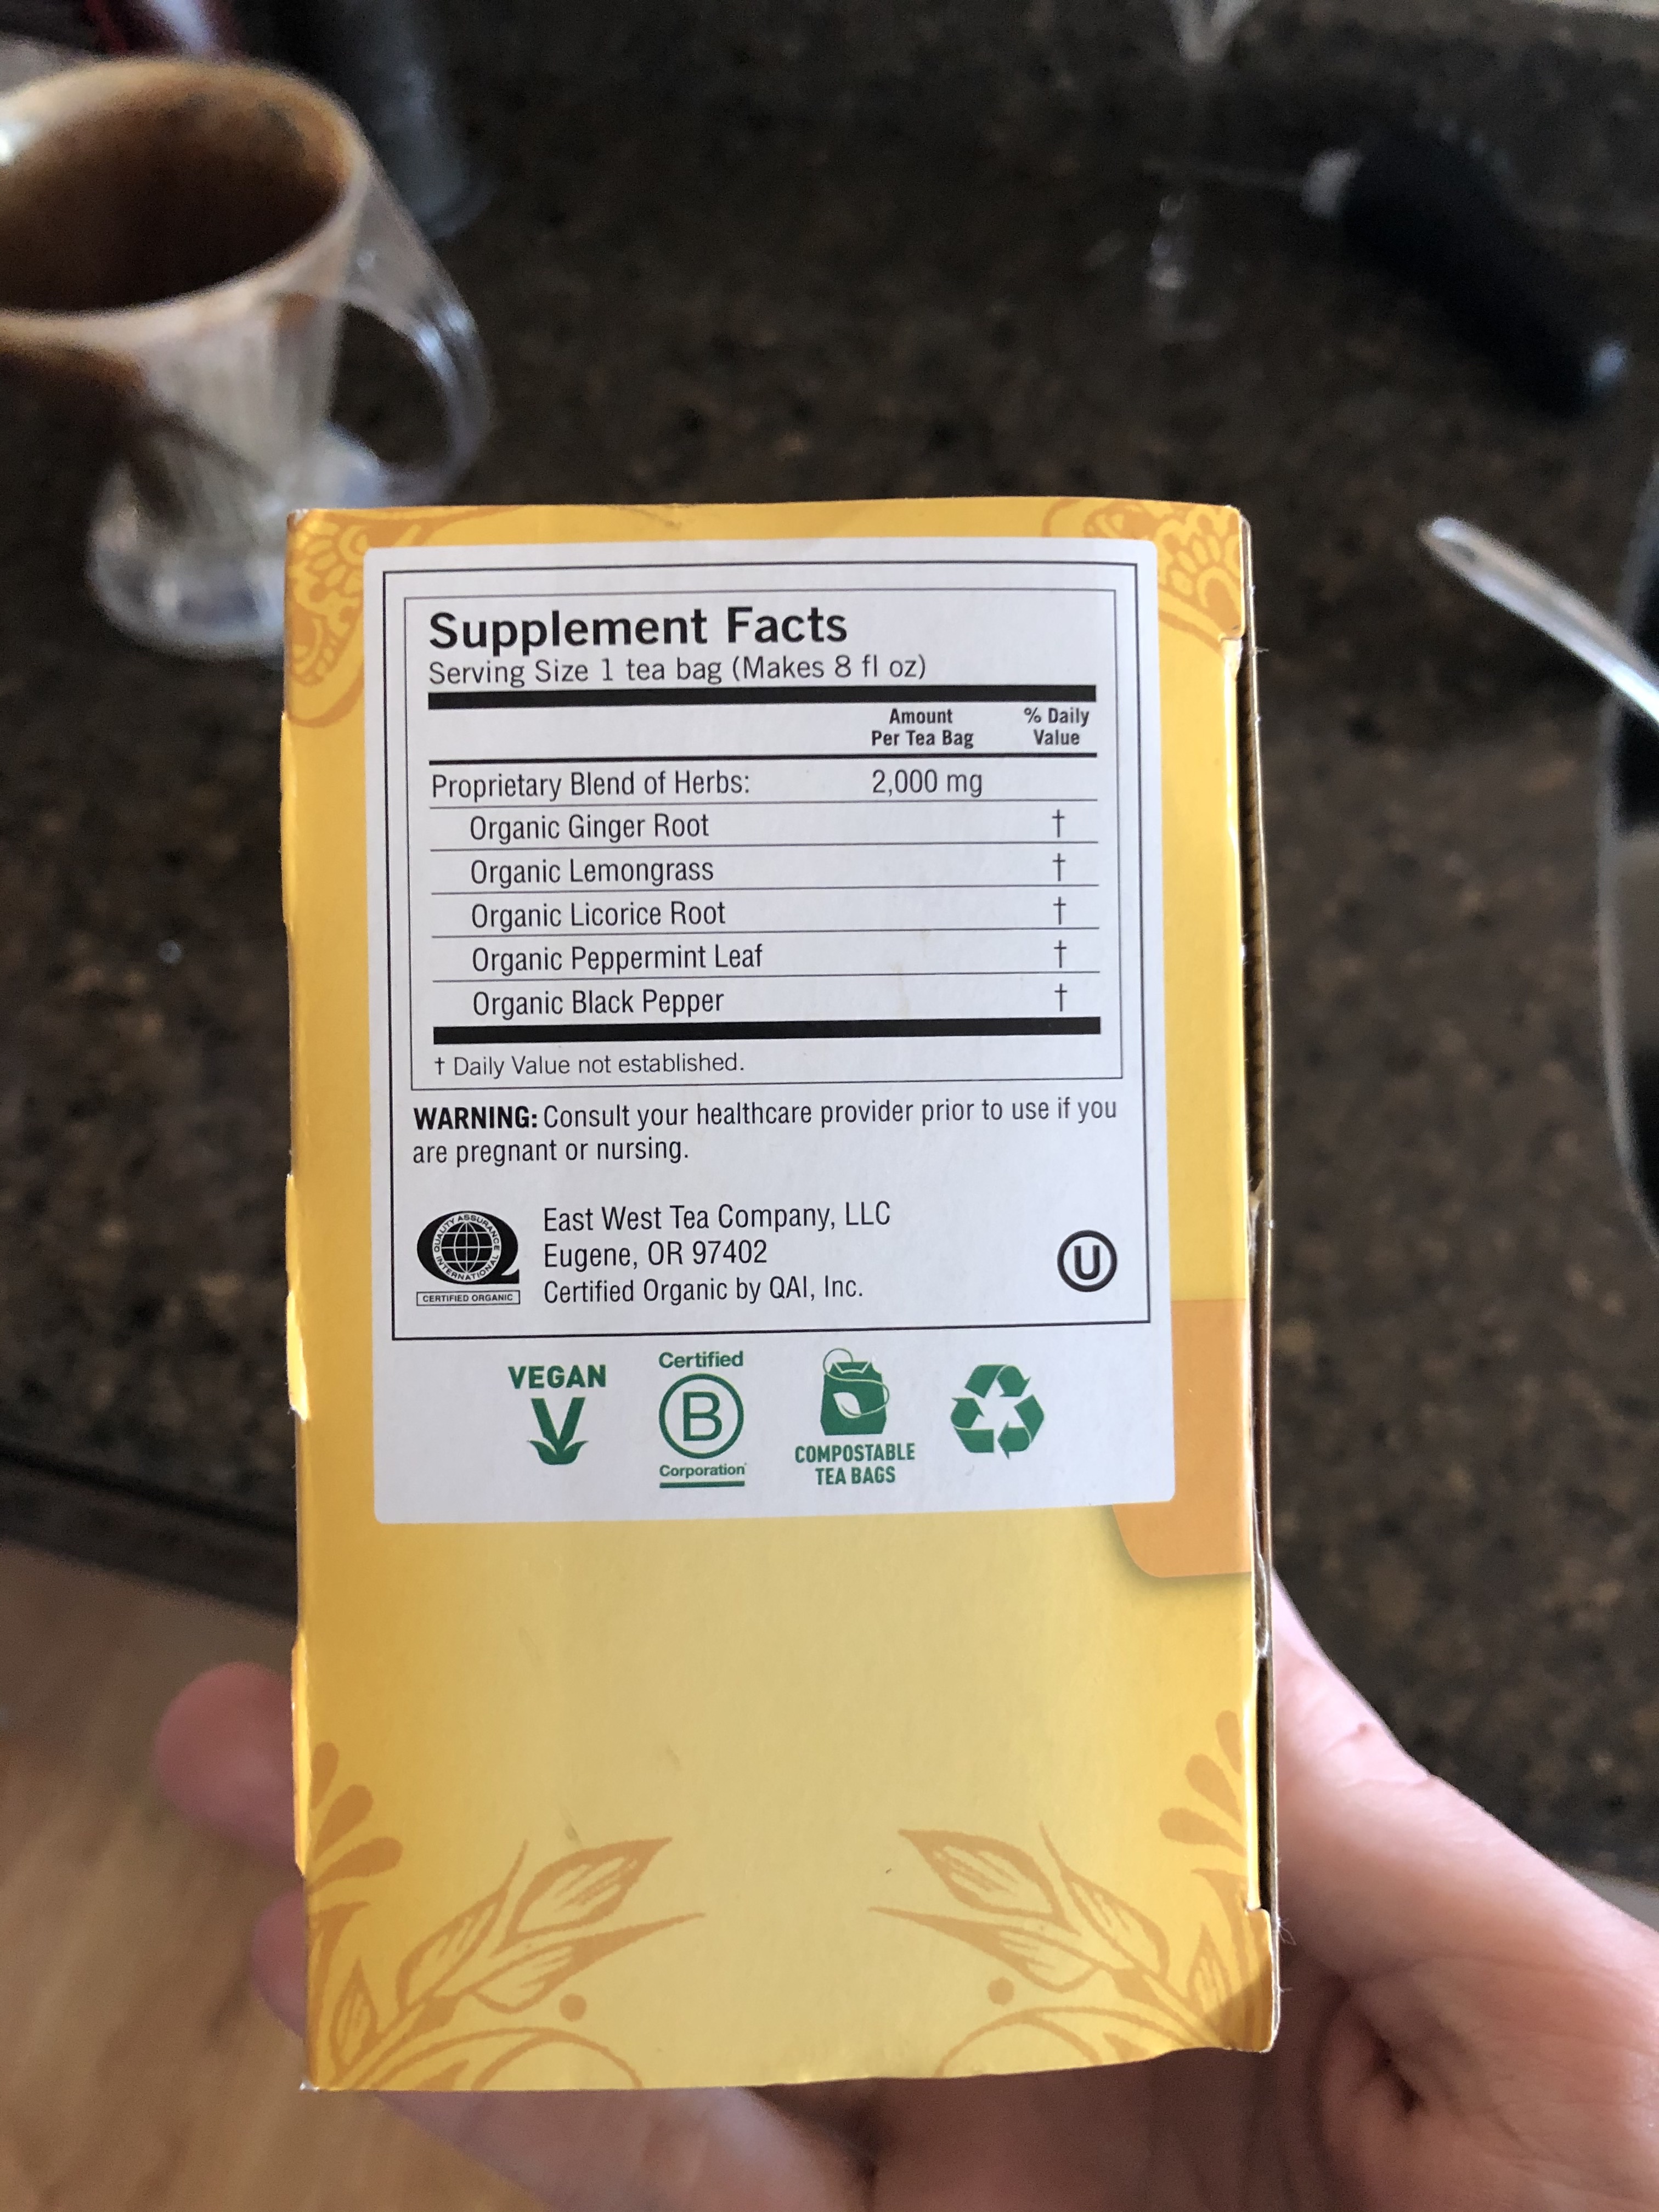 Supplement Facts
Serving Size 1 tea bag (Makes 8 fl oz)
Amount Per Tea Bag
% Daily Value
Proprietary Blend of Herbs: 2,000 mg
Organic Ginger Root †
Organic Lemongrass †
Organic Licorice Root †
Organic Peppermint Leaf †
Organic Black Pepper †
† Daily Value not established.
WARNING: Consult your healthcare provider prior to use if you
are pregnant or nursing.
QUALITY ASSURANCE INTERNATIONAL
CERTIFIED ORGANIC
East West Tea Company, LLC
Eugene, OR 97402
Certified Organic by QAI, Inc.
U
VEGAN
V
Certified
B
Corporation
COMPOSTABLE
TEA BAGS